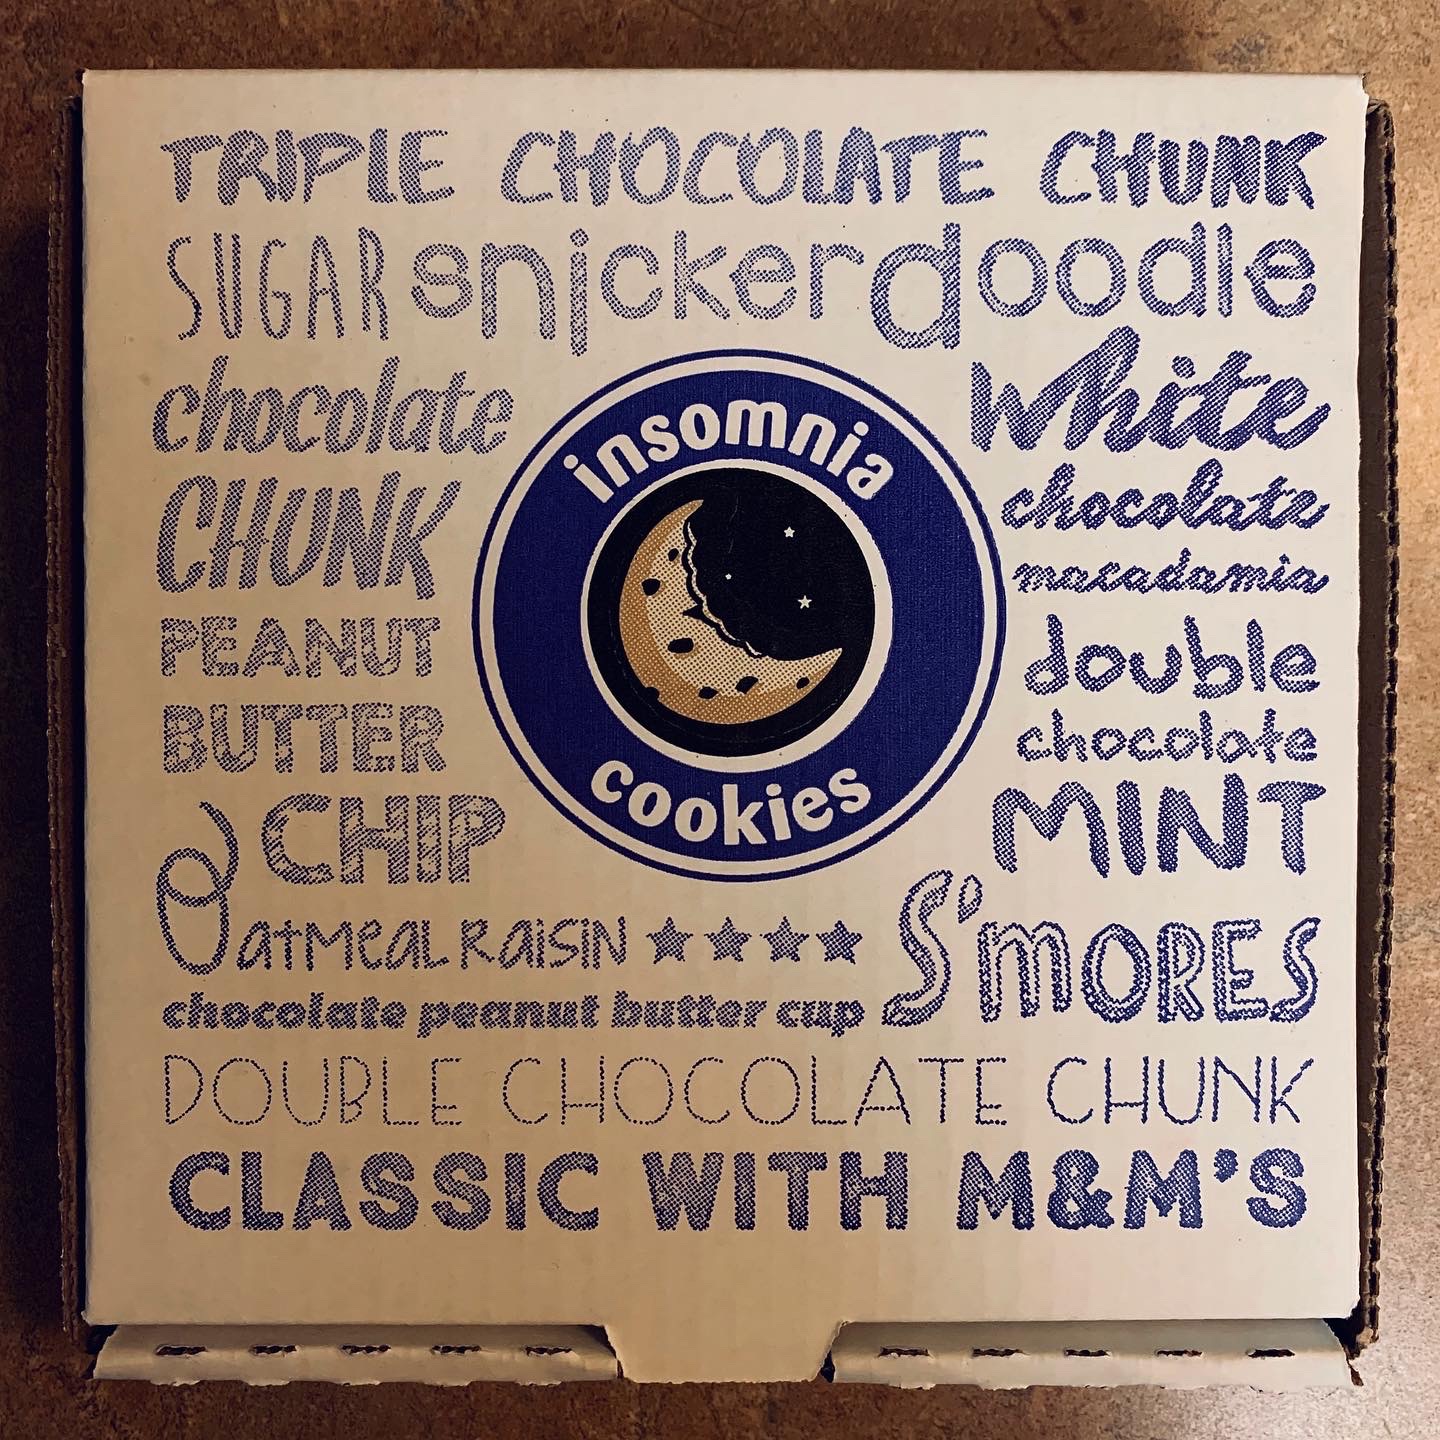 TRIPLE CHOCOLATE CHUNK
SUGAR snickerdoodle
chocolate
CHUNK
PEANUT
BUTTER
CHIP
insomnia
cookies
White
chocolate
macadamia
double
chocolate
MINT
Oatmeal Raisin ★★★★
S'MORES
chocolate peanut butter cup
DOUBLE CHOCOLATE CHUNK
CLASSIC WITH M&M'S